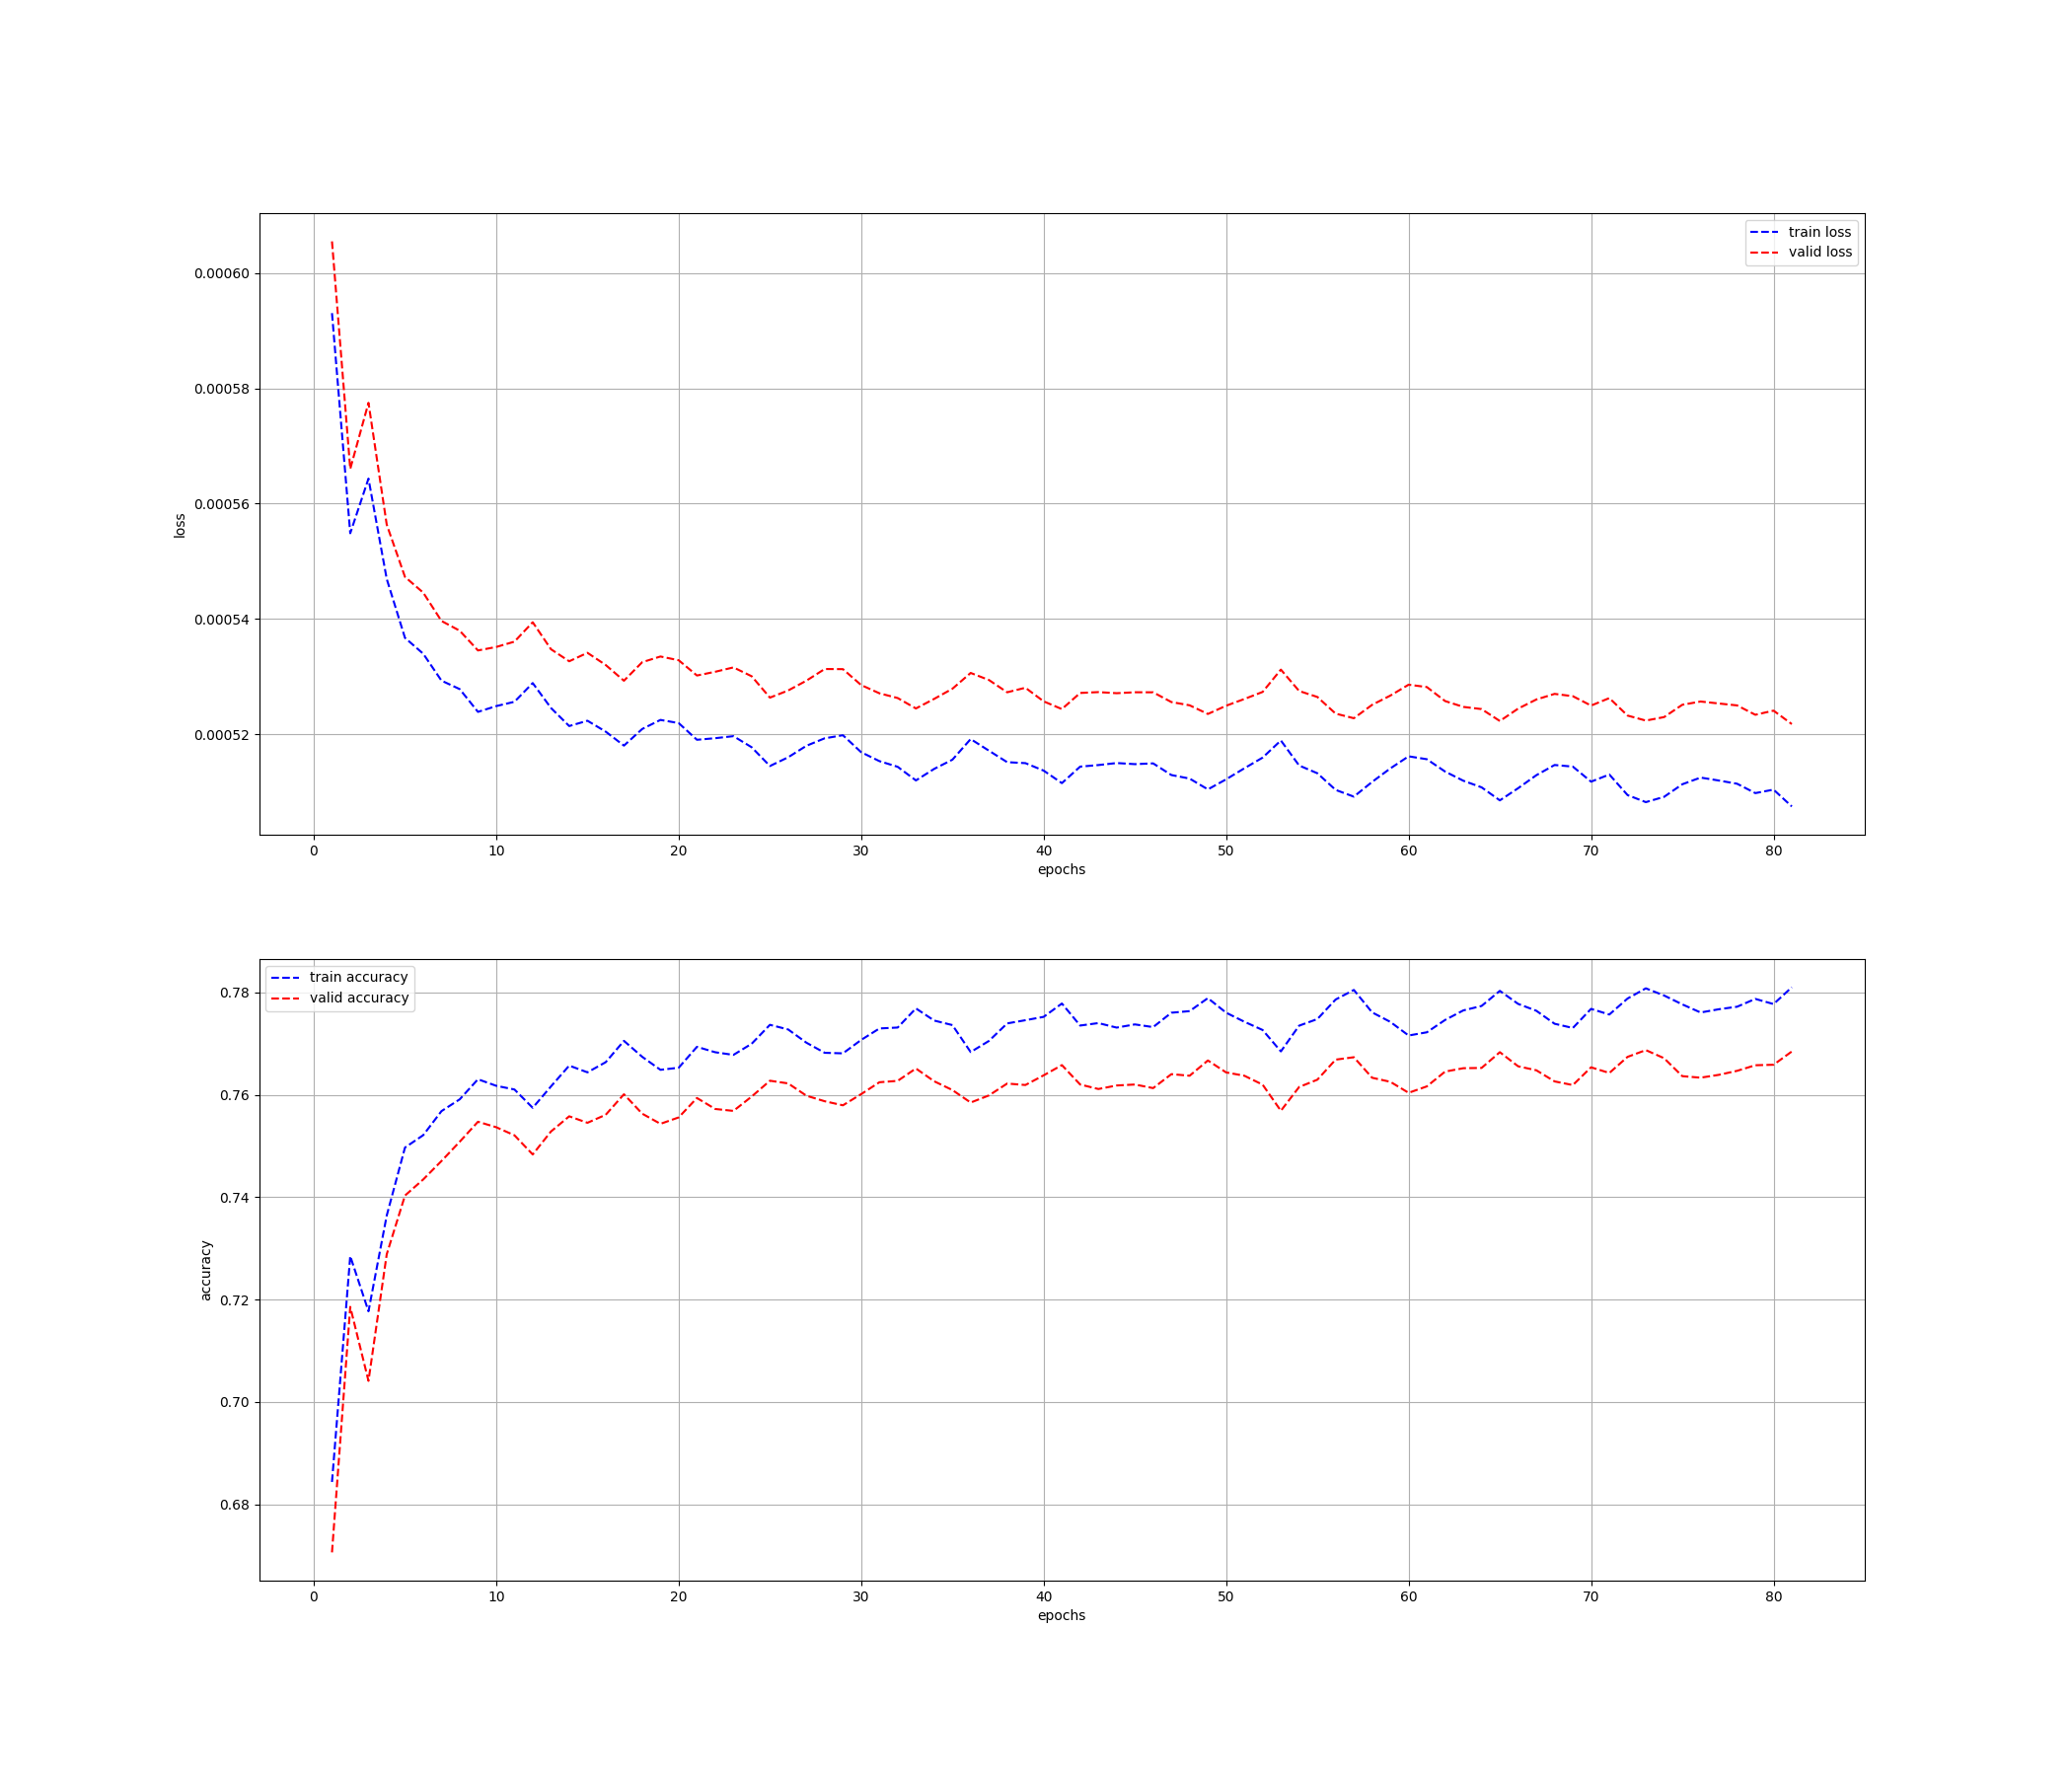 train loss
valid loss
0.00060
0.00058
0.00056
0.00054
0.00052
loss
0 10 20 30 40 50 60 70 80
epochs
train accuracy
valid accuracy
0.78
0.76
0.74
0.72
0.70
0.68
accuracy
0 10 20 30 40 50 60 70 80
epochs